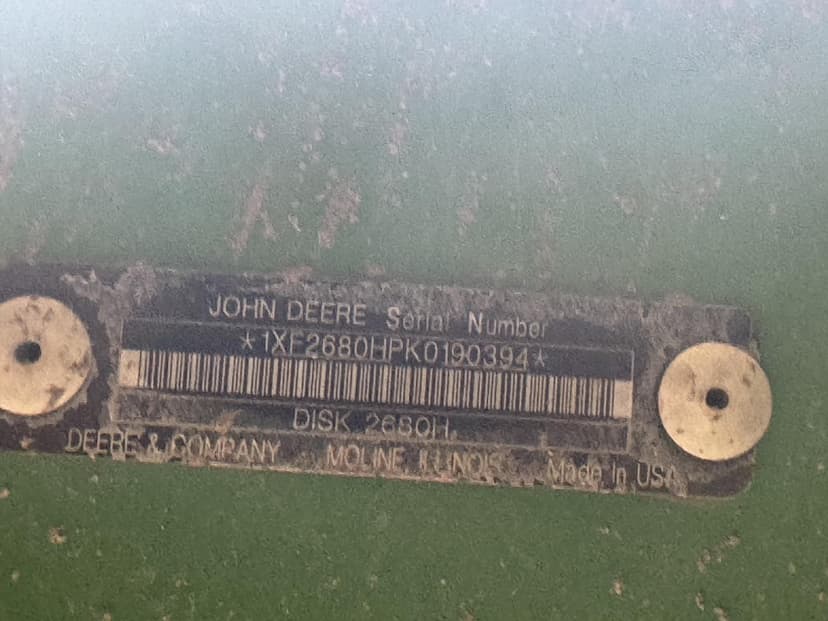 JOHN DEERE Serial Number
*1XF2680HPK0190394*
DISK 2680H
DEERE & COMPANY MOLINE, ILLINOIS Made in USA